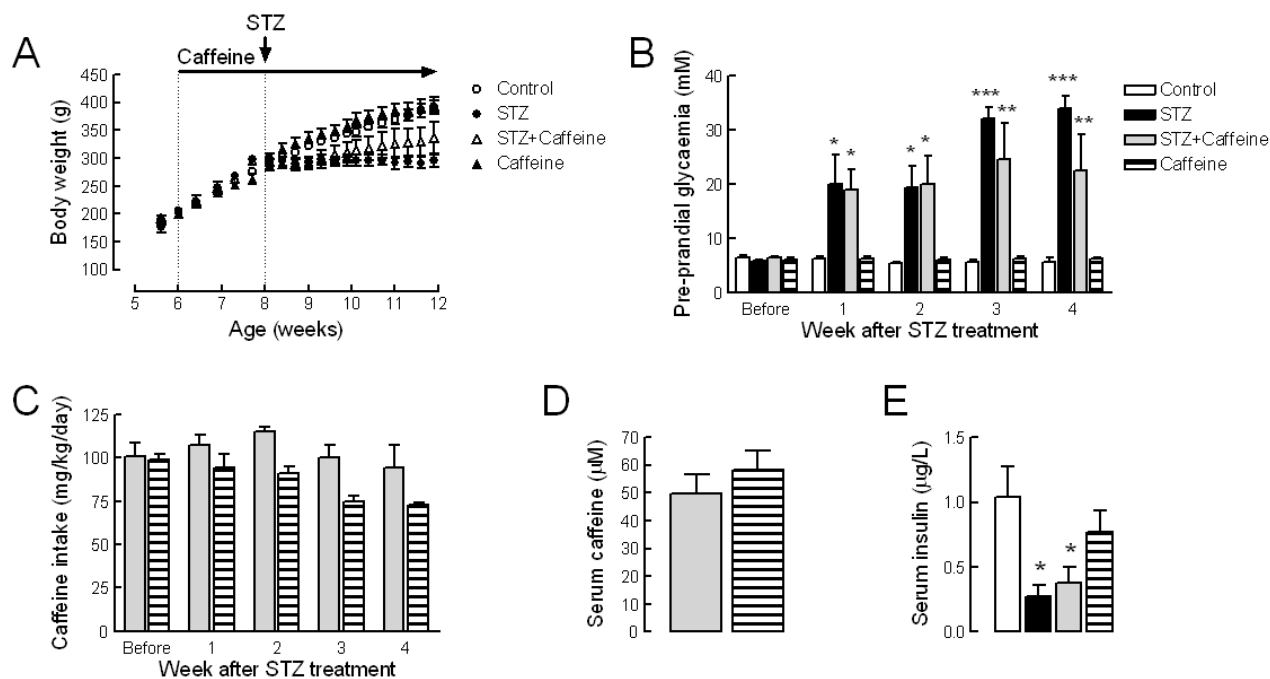 A
STZ
Caffeine
Body weight (g)
450
400
350
300
250
200
150
100
5 6 7 8 9 10 11 12
Age (weeks)
Control
STZ
STZ+Caffeine
Caffeine
B
Pre-prandial glycaemia (mM)
40
30
20
10
0
* * * * *** ** *** **
Before 1 2 3 4
Week after STZ treatment
Control
STZ
STZ+Caffeine
Caffeine
C
Caffeine intake (mg/kg/day)
125
100
75
50
25
0
Before 1 2 3 4
Week after STZ treatment
D
Serum caffeine (μM)
70
60
50
40
30
20
10
0
E
Serum insulin (μg/L)
1.5
1.0
0.5
0.0
* *